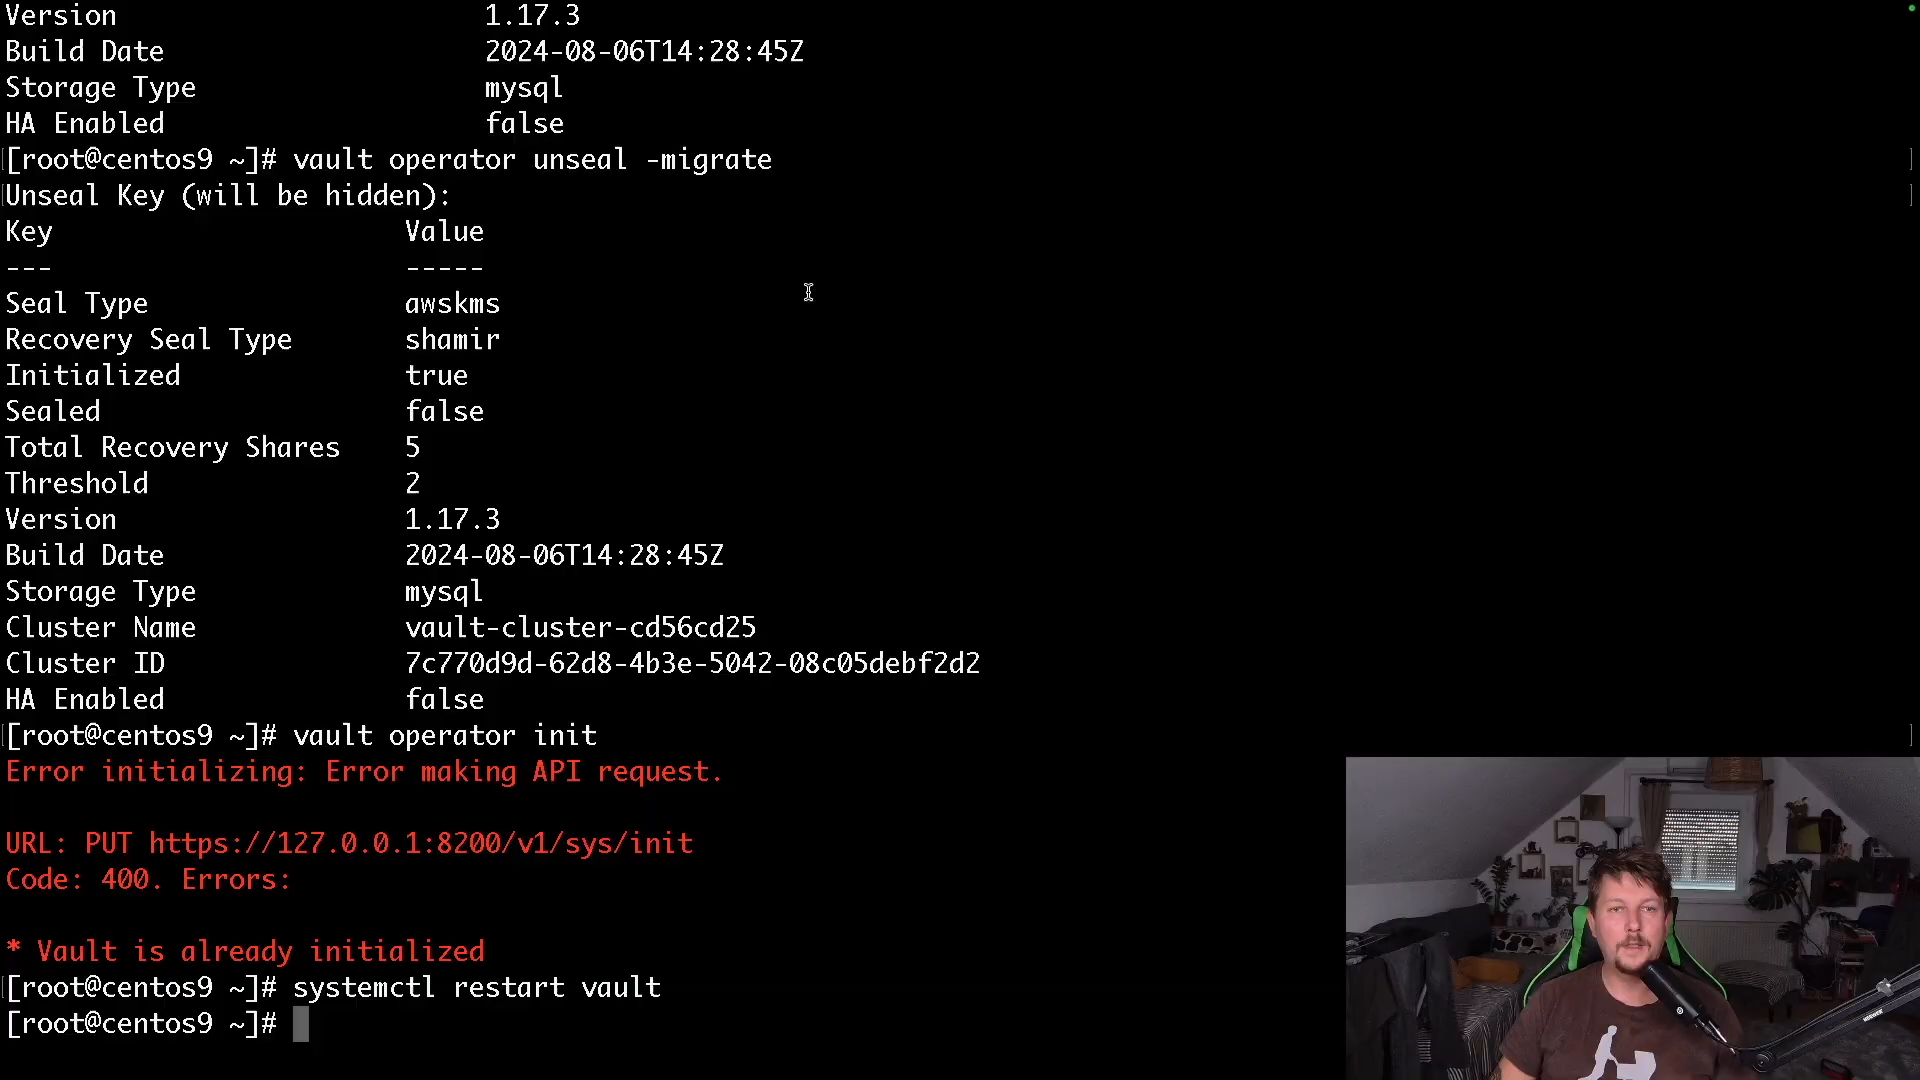 Version 1.17.3
Build Date 2024-08-06T14:28:45Z
Storage Type mysql
HA Enabled false
[root@centos9 ~]# vault operator unseal -migrate
Unseal Key (will be hidden):
Key Value
--- -----
Seal Type awskms
Recovery Seal Type shamir
Initialized true
Sealed false
Total Recovery Shares 5
Threshold 2
Version 1.17.3
Build Date 2024-08-06T14:28:45Z
Storage Type mysql
Cluster Name vault-cluster-cd56cd25
Cluster ID 7c770d9d-62d8-4b3e-5042-08c05debf2d2
HA Enabled false
[root@centos9 ~]# vault operator init
Error initializing: Error making API request.
URL: PUT https://127.0.0.1:8200/v1/sys/init
Code: 400. Errors:
* Vault is already initialized
[root@centos9 ~]# systemctl restart vault
[root@centos9 ~]#